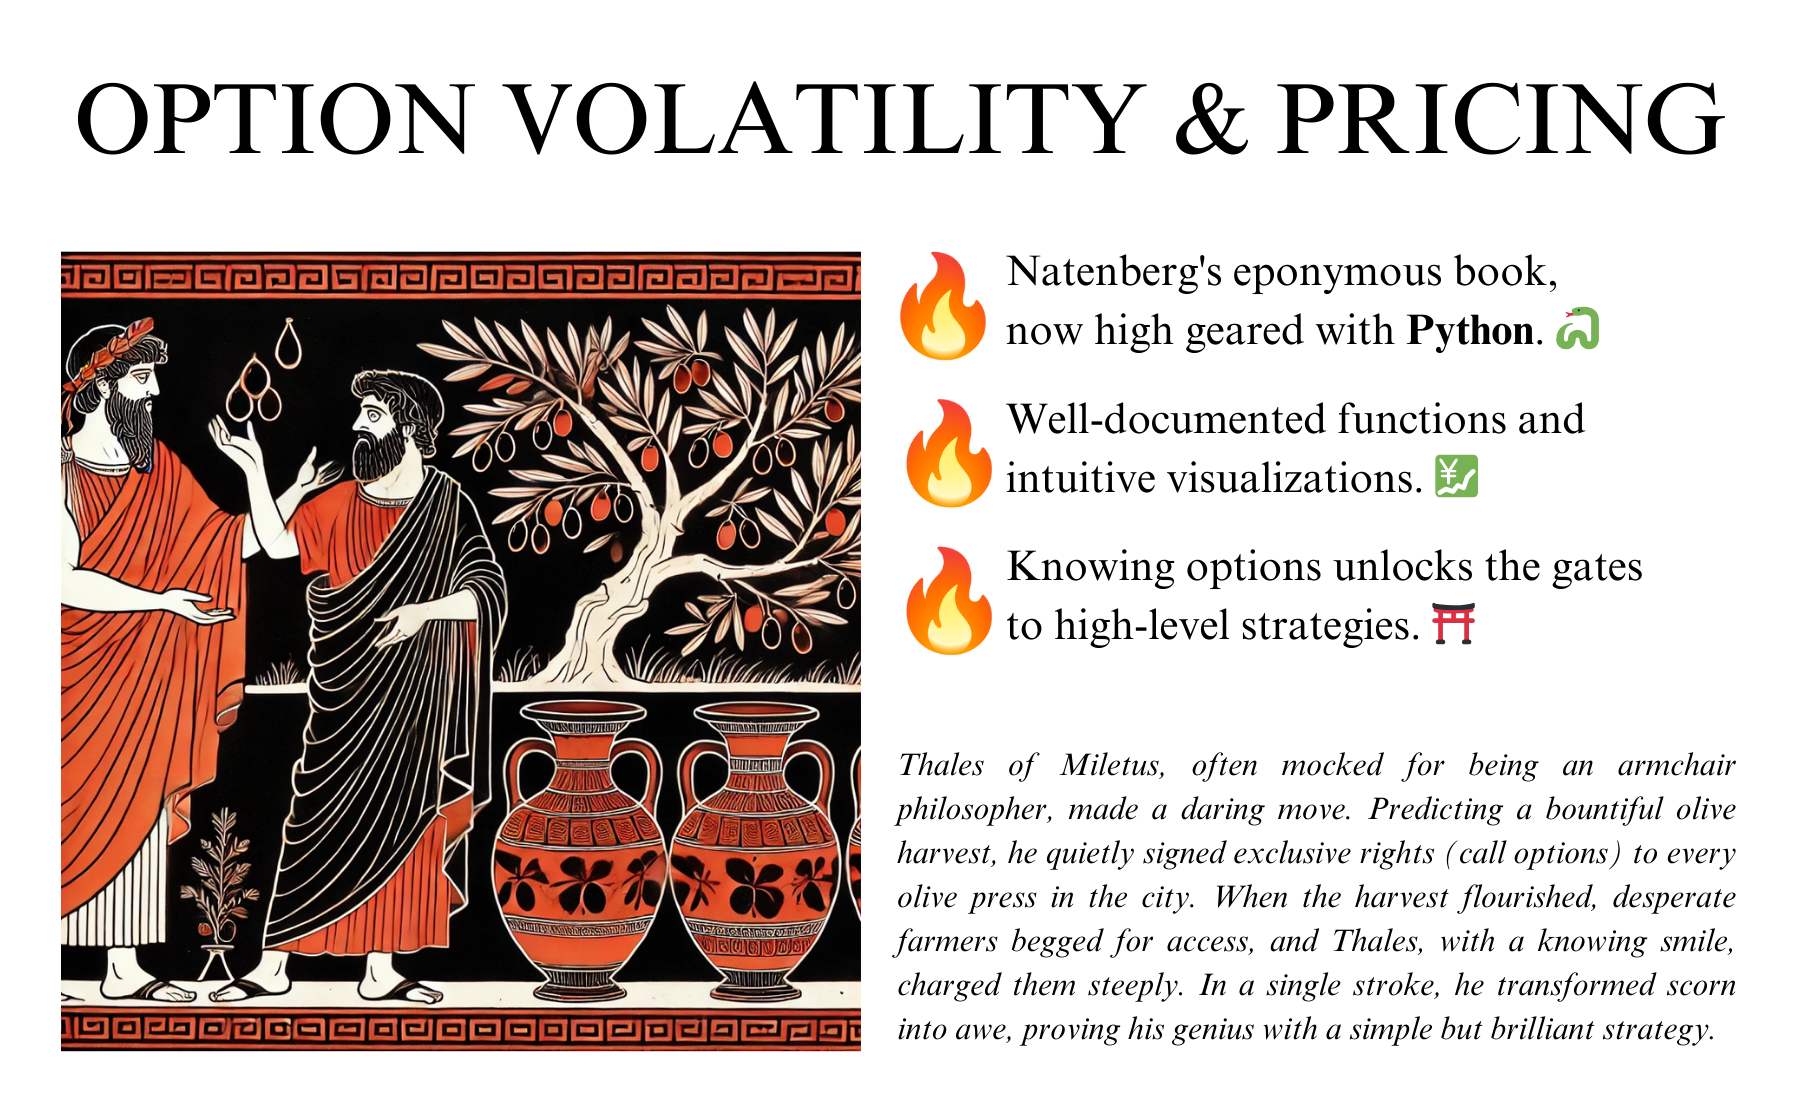 OPTION VOLATILITY & PRICING
Natenberg's eponymous book,
now high geared with Python.
Well-documented functions and
intuitive visualizations.
Knowing options unlocks the gates
to high-level strategies.
Thales of Miletus, often mocked for being an armchair
philosopher, made a daring move. Predicting a bountiful olive
harvest, he quietly signed exclusive rights (call options) to every
olive press in the city. When the harvest flourished, desperate
farmers begged for access, and Thales, with a knowing smile,
charged them steeply. In a single stroke, he transformed scorn
into awe, proving his genius with a simple but brilliant strategy.